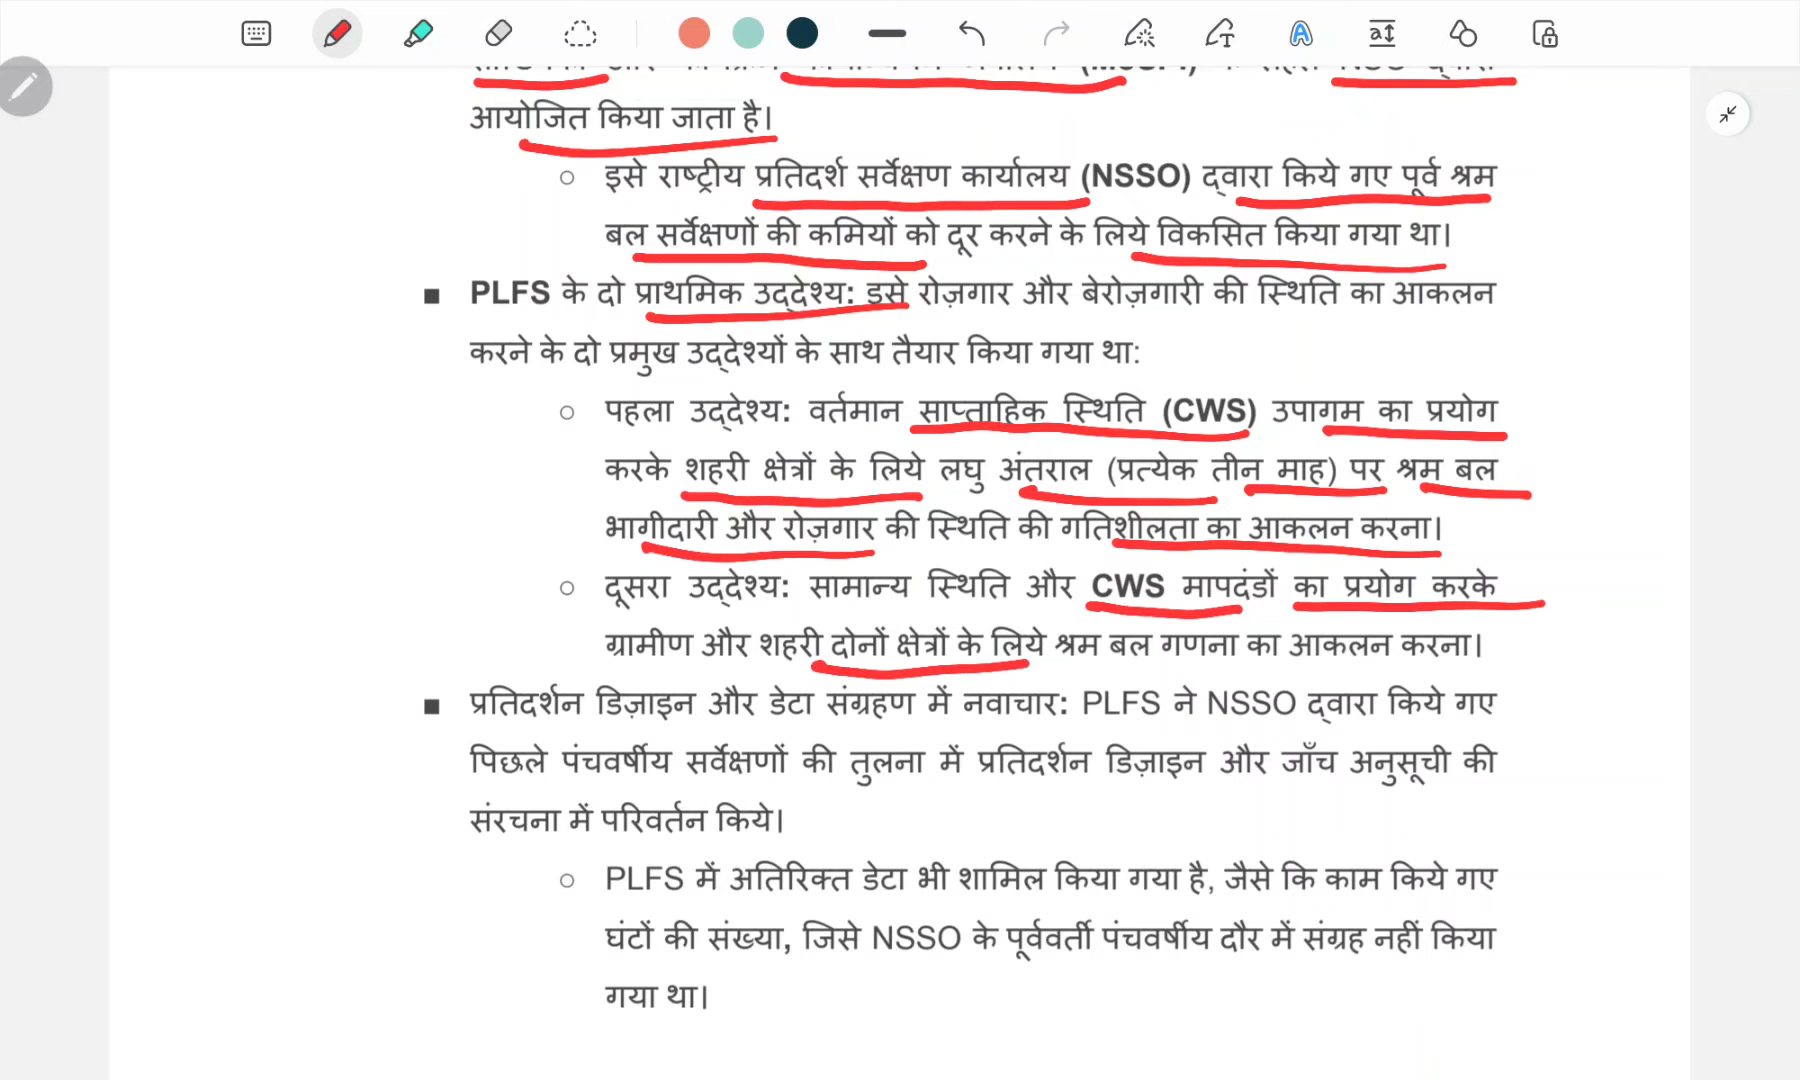 (MoSPI)
आयोजित किया जाता है।
इसे राष्ट्रीय प्रतिदर्श सर्वेक्षण कार्यालय (NSSO) द्वारा किये गए पूर्व श्रम
बल सर्वेक्षणों की कमियों को दूर करने के लिये विकसित किया गया था।
PLFS के दो प्राथमिक उद्देश्य: इसे रोज़गार और बेरोज़गारी की स्थिति का आकलन
करने के दो प्रमुख उद्देश्यों के साथ तैयार किया गया था:
पहला उद्देश्य: वर्तमान साप्ताहिक स्थिति (CWS) उपागम का प्रयोग
करके शहरी क्षेत्रों के लिये लघु अंतराल (प्रत्येक तीन माह) पर श्रम बल
भागीदारी और रोज़गार की स्थिति की गतिशीलता का आकलन करना।
दूसरा उद्देश्य: सामान्य स्थिति और CWS मापदंडों का प्रयोग करके
ग्रामीण और शहरी दोनों क्षेत्रों के लिये श्रम बल गणना का आकलन करना।
प्रतिदर्शन डिज़ाइन और डेटा संग्रहण में नवाचार: PLFS ने NSSO द्वारा किये गए
पिछले पंचवर्षीय सर्वेक्षणों की तुलना में प्रतिदर्शन डिज़ाइन और जाँच अनुसूची की
संरचना में परिवर्तन किये।
PLFS में अतिरिक्त डेटा भी शामिल किया गया है, जैसे कि काम किये गए
घंटों की संख्या, जिसे NSSO के पूर्ववर्ती पंचवर्षीय दौर में संग्रह नहीं किया
गया था।